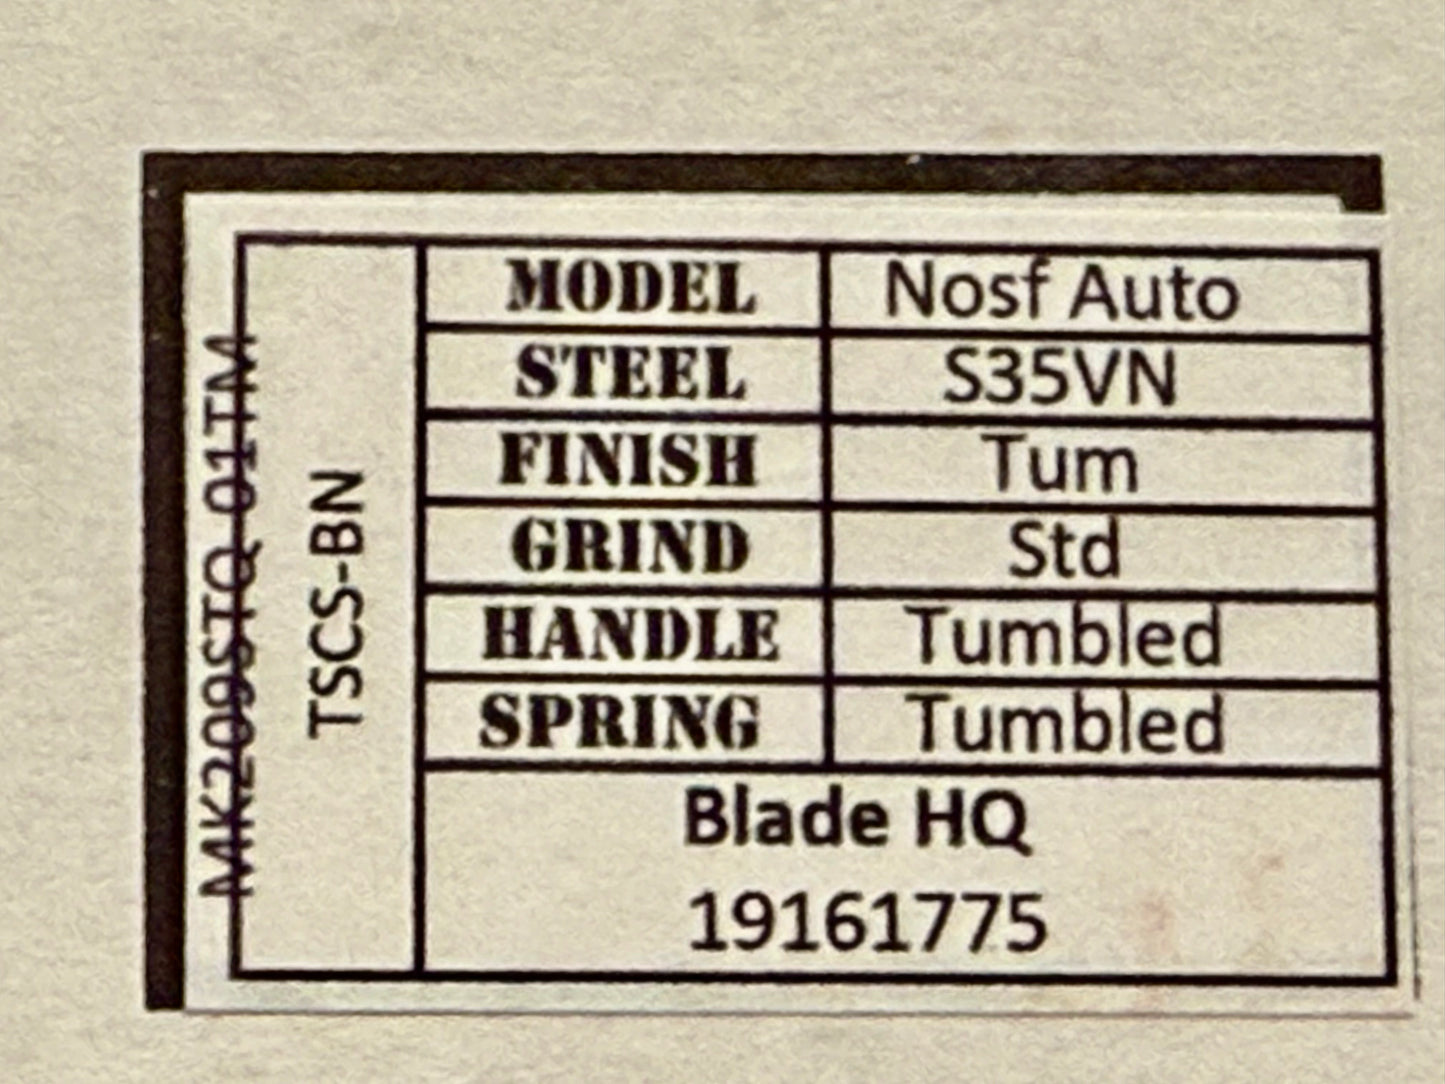 MK209STQ 01TM
TSCS-BN
MODEL Nosf Auto
STEEL S35VN
FINISH Tum
GRIND Std
HANDLE Tumbled
SPRING Tumbled
Blade HQ
19161775